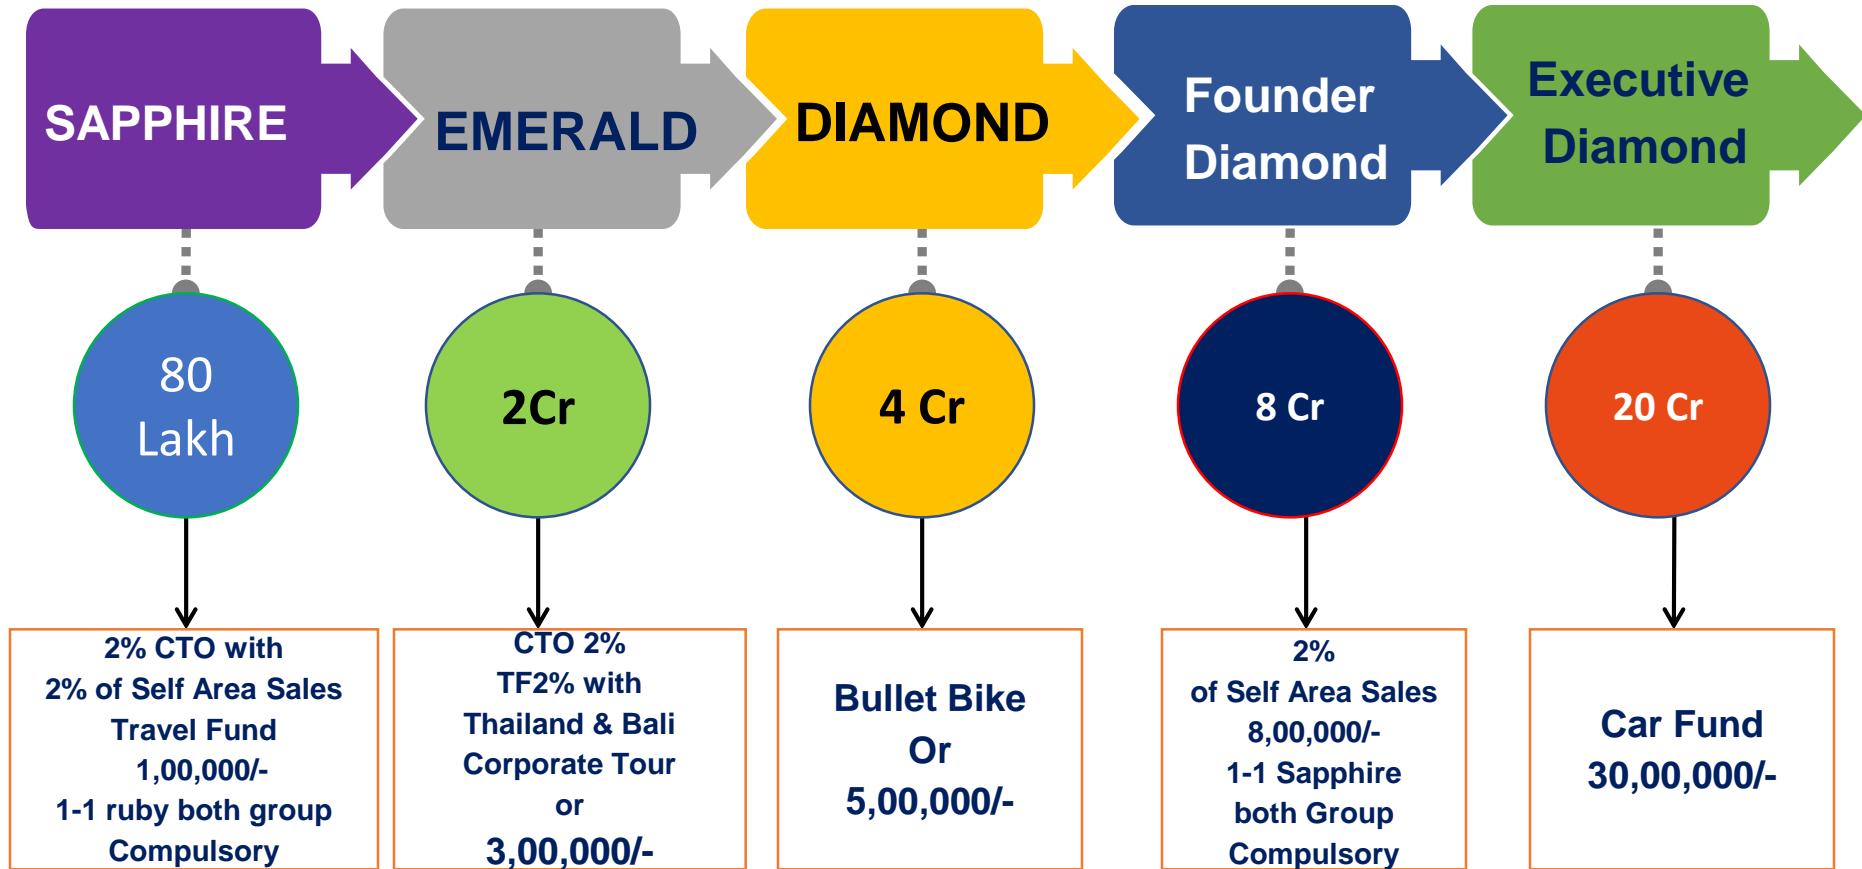 SAPPHIRE
EMERALD
DIAMOND
Founder
Diamond
Executive
Diamond
80
Lakh
2Cr
4 Cr
8 Cr
20 Cr
2% CTO with
2% of Self Area Sales
Travel Fund
1,00,000/-
1-1 ruby both group
Compulsory
CTO 2%
TF2% with
Thailand & Bali
Corporate Tour
or
3,00,000/-
Bullet Bike
Or
5,00,000/-
2%
of Self Area Sales
8,00,000/-
1-1 Sapphire
both Group
Compulsory
Car Fund
30,00,000/-